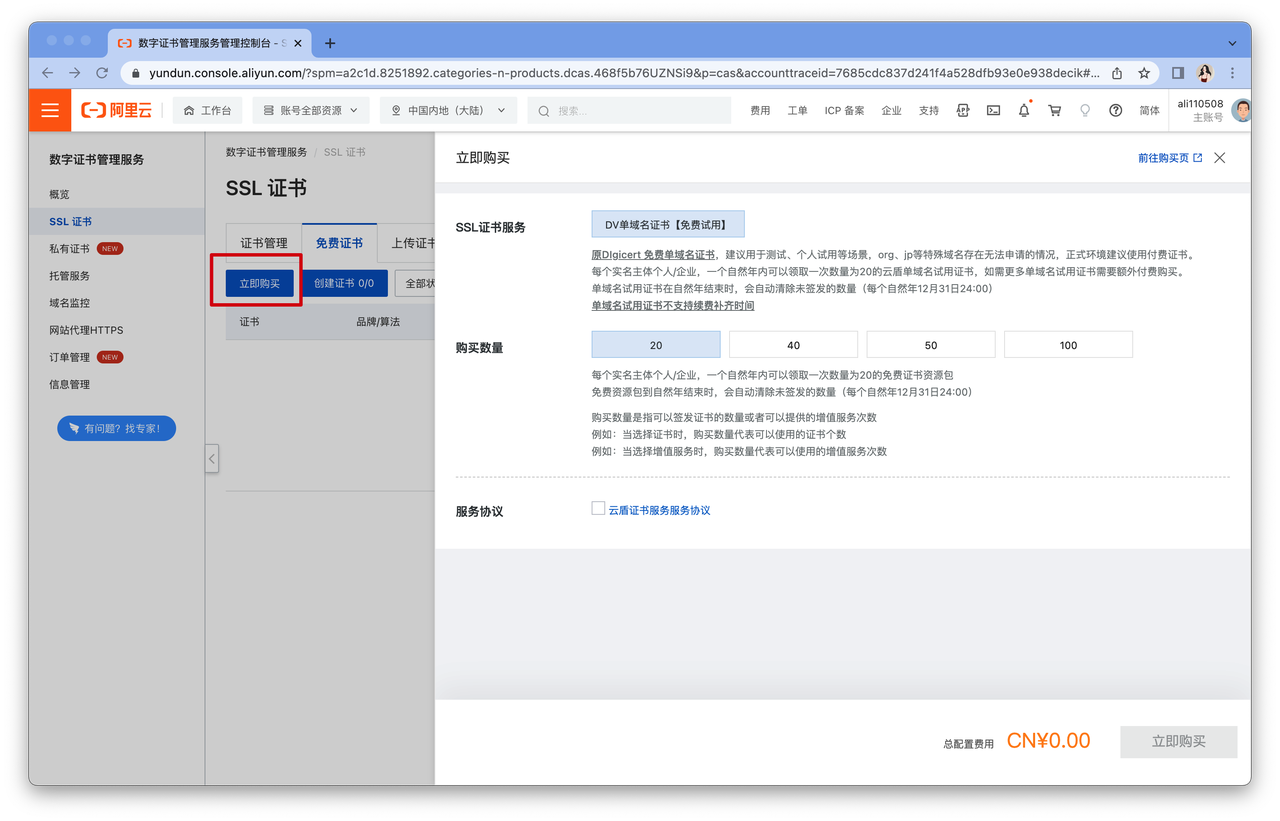 数字证书管理服务管理控制台 - S
yundun.console.aliyun.com/?spm=a2c1d.8251892.categories-n-products.dcas.468f5b76UZNSi9&p=cas&accounttraceid=7685cdc837d241f4a528dfb93e0e938decik#...
阿里云 工作台 账号全部资源 中国内地（大陆） 搜索... 费用 工单 ICP 备案 企业 支持 简体 ali110508
主账号
数字证书管理服务
概览
SSL 证书
私有证书 NEW
托管服务
域名监控
网站代理HTTPS
订单管理 NEW
信息管理
有问题？找专家!
数字证书管理服务 / SSL 证书
SSL 证书
证书管理 免费证书 上传证书
立即购买 创建证书 0/0 全部状
证书 品牌/算法
立即购买 前往购买页
SSL证书服务 DV单域名证书【免费试用】
原DIgicert 免费单域名证书，建议用于测试、个人试用等场景，org、jp等特殊域名存在无法申请的情况，正式环境建议使用付费证书。
每个实名主体个人/企业，一个自然年内可以领取一次数量为20的云盾单域名试用证书，如需更多单域名试用证书需要额外付费购买。
单域名试用证书在自然年结束时，会自动清除未签发的数量（每个自然年12月31日24:00）
单域名试用证书不支持续费补齐时间
购买数量 20 40 50 100
每个实名主体个人/企业，一个自然年内可以领取一次数量为20的免费证书资源包
免费资源包到自然年结束时，会自动清除未签发的数量（每个自然年12月31日24:00）
购买数量是指可以签发证书的数量或者可以提供的增值服务次数
例如：当选择证书时，购买数量代表可以使用的证书个数
例如：当选择增值服务时，购买数量代表可以使用的增值服务次数
服务协议 云盾证书服务服务协议
总配置费用 CN¥0.00 立即购买